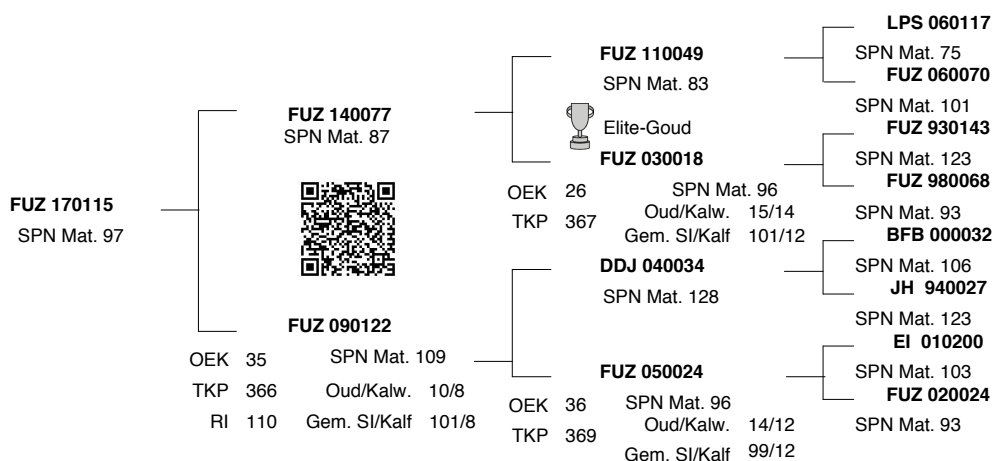 LPS 060117
FUZ 110049
SPN Mat. 75
SPN Mat. 83
FUZ 060070
FUZ 140077
SPN Mat. 101
SPN Mat. 87
Elite-Goud
FUZ 930143
FUZ 030018
SPN Mat. 123
FUZ 980068
OEK 26 SPN Mat. 96
FUZ 170115
TKP 367 Oud/Kalw. 15/14
SPN Mat. 93
SPN Mat. 97
Gem. SI/Kalf 101/12
BFB 000032
DDJ 040034
SPN Mat. 106
SPN Mat. 128
JH 940027
FUZ 090122
SPN Mat. 123
OEK 35 SPN Mat. 109
EI 010200
FUZ 050024
SPN Mat. 103
TKP 366 Oud/Kalw. 10/8
FUZ 020024
OEK 36 SPN Mat. 96
RI 110 Gem. SI/Kalf 101/8
SPN Mat. 93
TKP 369 Oud/Kalw. 14/12
Gem. SI/Kalf 99/12